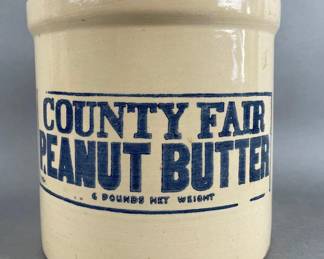 COUNTY FAIR
PEANUT BUTTER
6 POUNDS NET WEIGHT